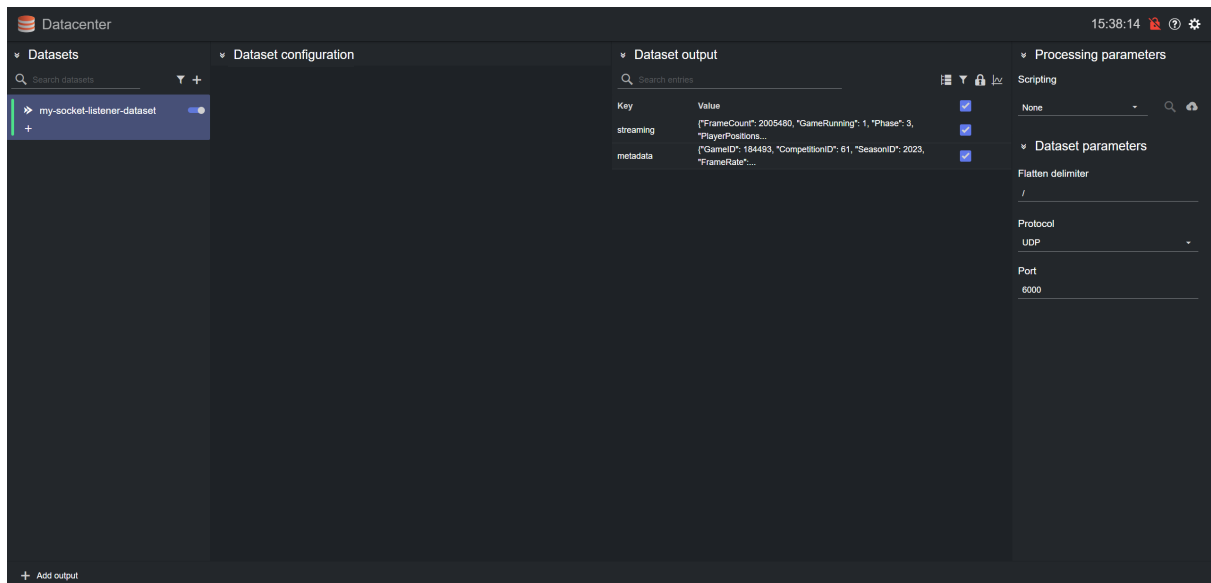 Datacenter
15:38:14
Datasets
Search datasets
my-socket-listener-dataset
Dataset configuration
Dataset output
Search entries
Key Value
streaming {"FrameCount": 2005480, "GameRunning": 1, "Phase": 3,
"PlayerPositions...
metadata {"GameID": 184493, "CompetitionID": 61, "SeasonID": 2023,
"FrameRate":...
Processing parameters
Scripting
None
Dataset parameters
Flatten delimiter
/
Protocol
UDP
Port
6000
Add output